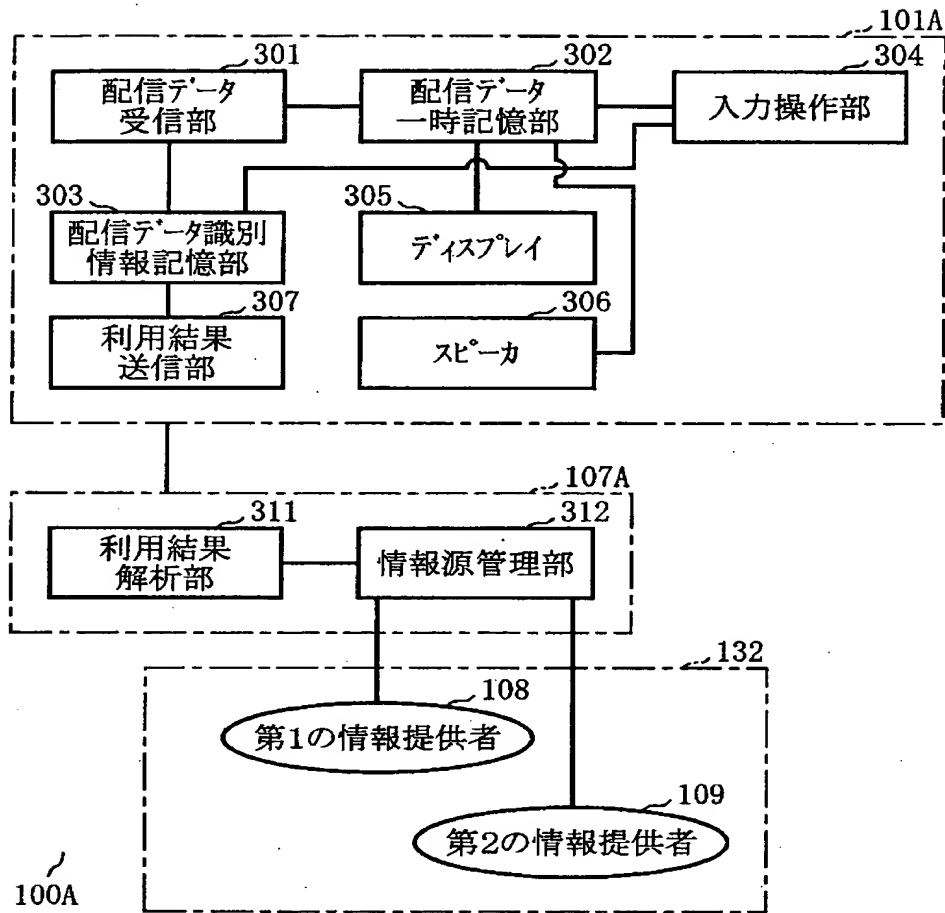 101A
301
302
304
配信データ
受信部
配信データ
一時記憶部
入力操作部
303
305
配信データ識別
情報記憶部
ディスプレイ
307
306
利用結果
送信部
スピーカ
107A
311
312
利用結果
解析部
情報源管理部
132
108
第1の情報提供者
109
第2の情報提供者
100A